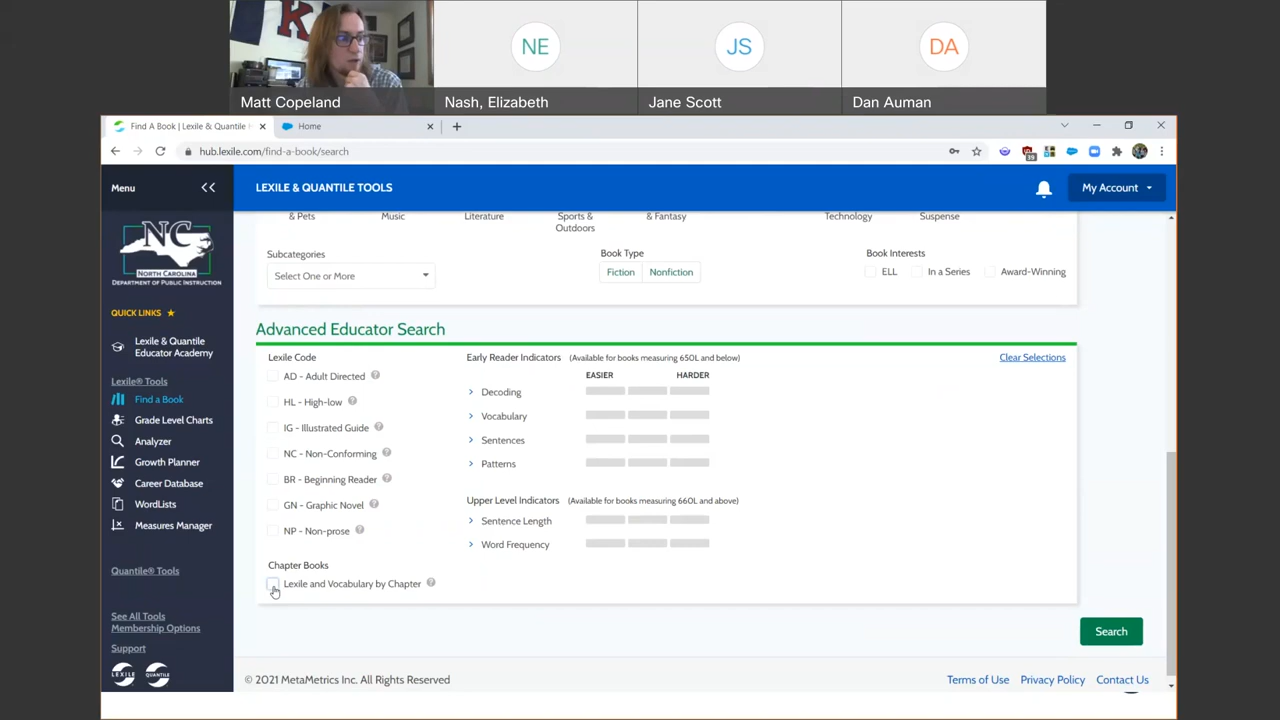 K
NE
JS
DA
Matt Copeland
Nash, Elizabeth
Jane Scott
Dan Auman
Find A Book | Lexile & Quantile
Home
hub.lexile.com/find-a-book/search
Menu
LEXILE & QUANTILE TOOLS
My Account
NC
NORTH CAROLINA
DEPARTMENT OF PUBLIC INSTRUCTION
QUICK LINKS
Lexile & Quantile
Educator Academy
Lexile® Tools
Find a Book
Grade Level Charts
Analyzer
Growth Planner
Career Database
WordLists
Measures Manager
Quantile® Tools
See All Tools
Membership Options
Support
LEXILE
QUANTILE
& Pets
Music
Literature
Sports &
Outdoors
& Fantasy
Technology
Suspense
Subcategories
Select One or More
Book Type
Fiction
Nonfiction
Book Interests
ELL
In a Series
Award-Winning
Advanced Educator Search
Lexile Code
AD - Adult Directed ?
HL - High-low ?
IG - Illustrated Guide ?
NC - Non-Conforming ?
BR - Beginning Reader ?
GN - Graphic Novel ?
NP - Non-prose ?
Chapter Books
Lexile and Vocabulary by Chapter ?
Early Reader Indicators (Available for books measuring 650L and below)
EASIER HARDER
Decoding
Vocabulary
Sentences
Patterns
Upper Level Indicators (Available for books measuring 660L and above)
Sentence Length
Word Frequency
Clear Selections
Search
© 2021 MetaMetrics Inc. All Rights Reserved
Terms of Use
Privacy Policy
Contact Us